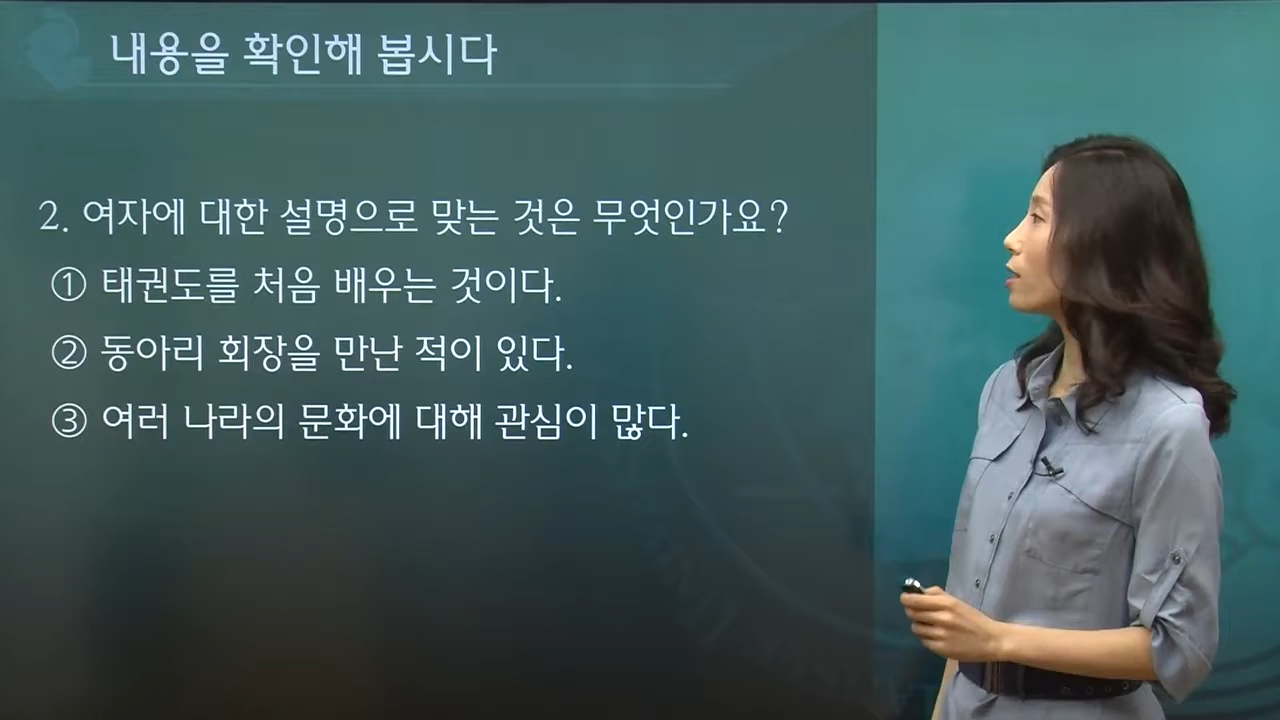 내용을 확인해 봅시다
2. 여자에 대한 설명으로 맞는 것은 무엇인가요?
① 태권도를 처음 배우는 것이다.
② 동아리 회장을 만난 적이 있다.
③ 여러 나라의 문화에 대해 관심이 많다.